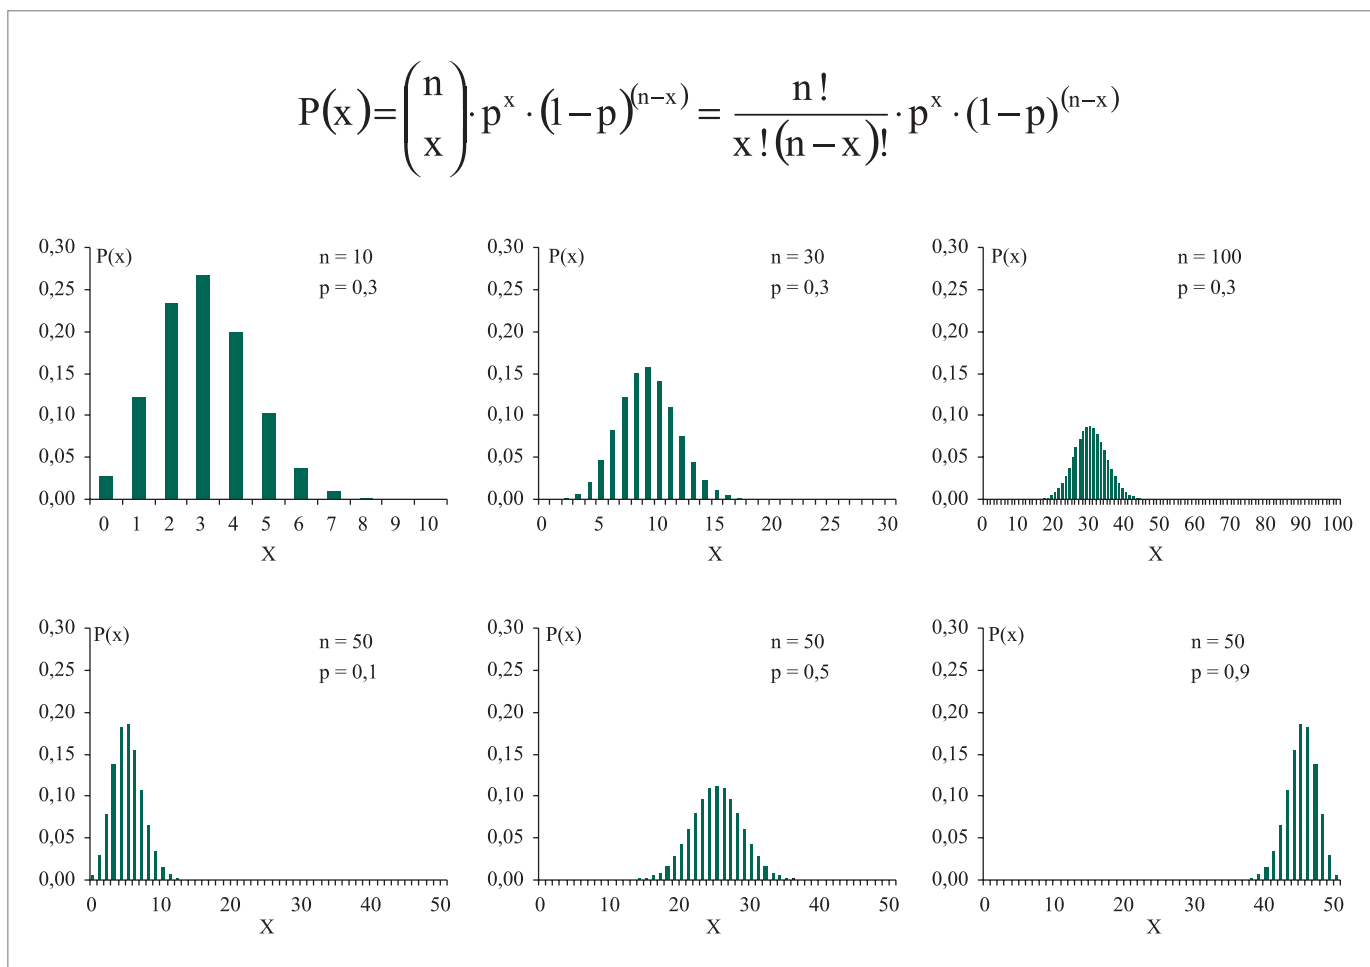 P(x)=(n x)·p^x·(1−p)^(n−x) = n!/(x!(n−x)!)·p^x·(1−p)^(n−x)
0,30
0,25
0,20
0,15
0,10
0,05
0,00
P(x)
n = 10
p = 0,3
0 1 2 3 4 5 6 7 8 9 10
X
0,30
0,25
0,20
0,15
0,10
0,05
0,00
P(x)
n = 30
p = 0,3
0 5 10 15 20 25 30
X
0,30
0,25
0,20
0,15
0,10
0,05
0,00
P(x)
n = 100
p = 0,3
0 10 20 30 40 50 60 70 80 90 100
X
0,30
0,25
0,20
0,15
0,10
0,05
0,00
P(x)
n = 50
p = 0,1
0 10 20 30 40 50
X
0,30
0,25
0,20
0,15
0,10
0,05
0,00
P(x)
n = 50
p = 0,5
0 10 20 30 40 50
X
0,30
0,25
0,20
0,15
0,10
0,05
0,00
P(x)
n = 50
p = 0,9
0 10 20 30 40 50
X